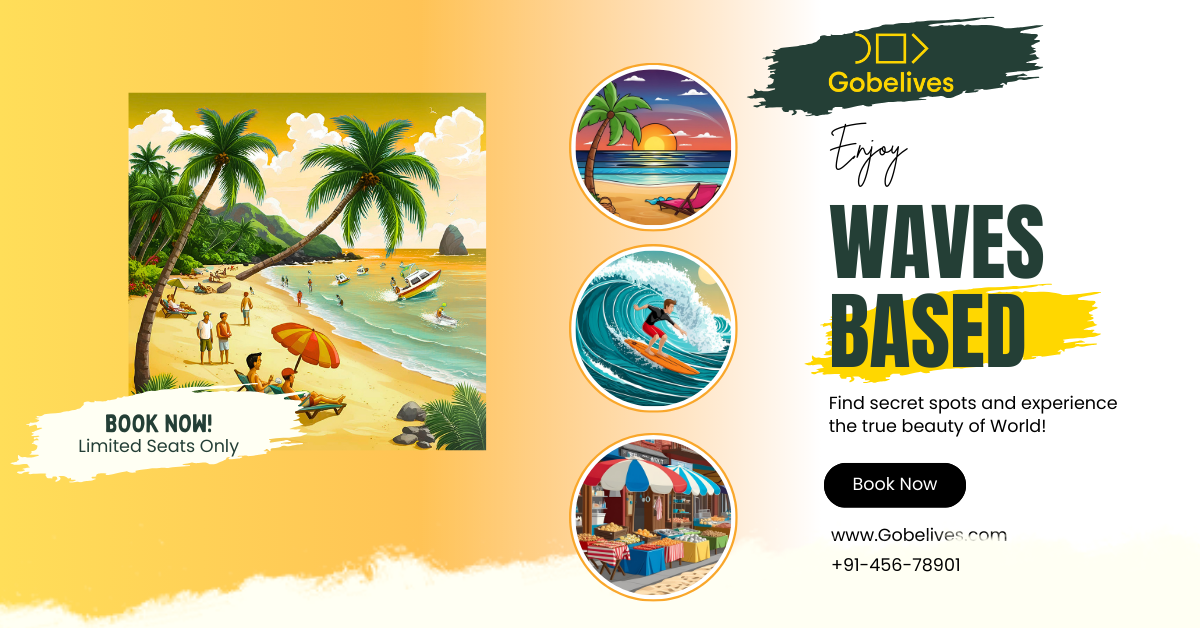 Gobelives
Enjoy
WAVES
BASED
Find secret spots and experience
the true beauty of World!
Book Now
www.Gobelives.com
+91-456-78901
BOOK NOW!
Limited Seats Only